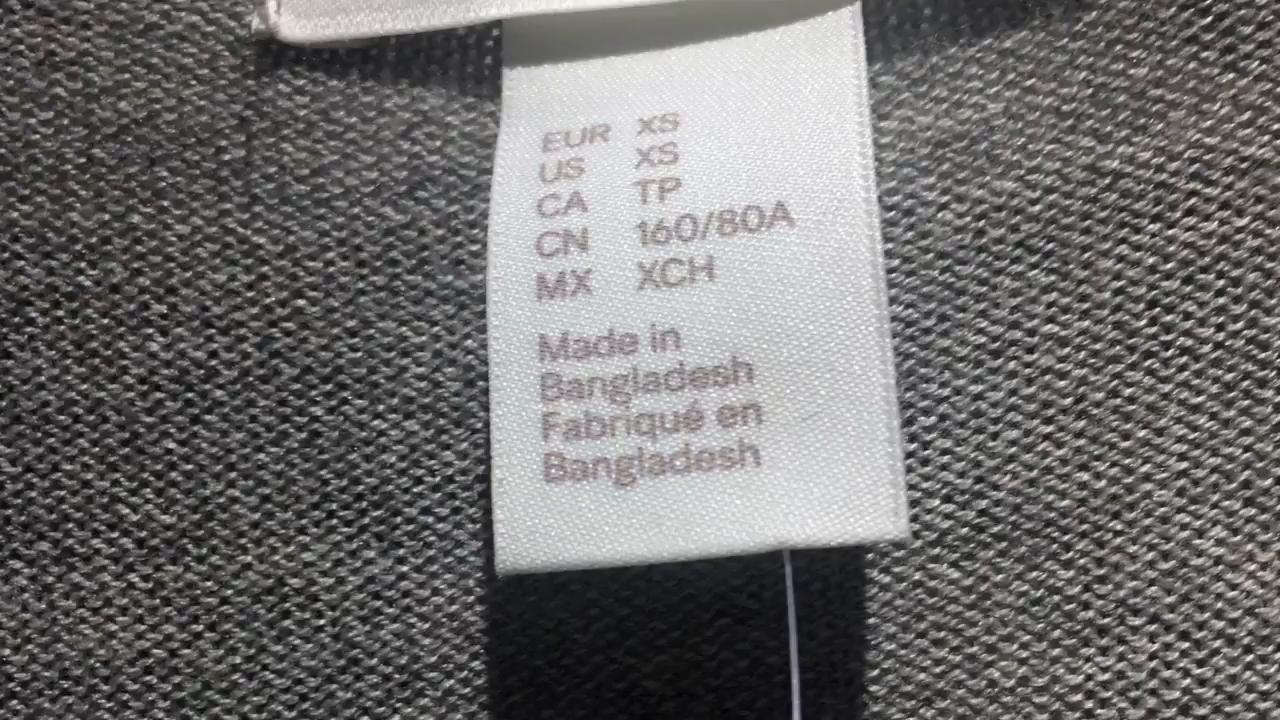 EUR XS
US XS
CA TP
CN 160/80A
MX XCH
Made in
Bangladesh
Fabriqué en
Bangladesh